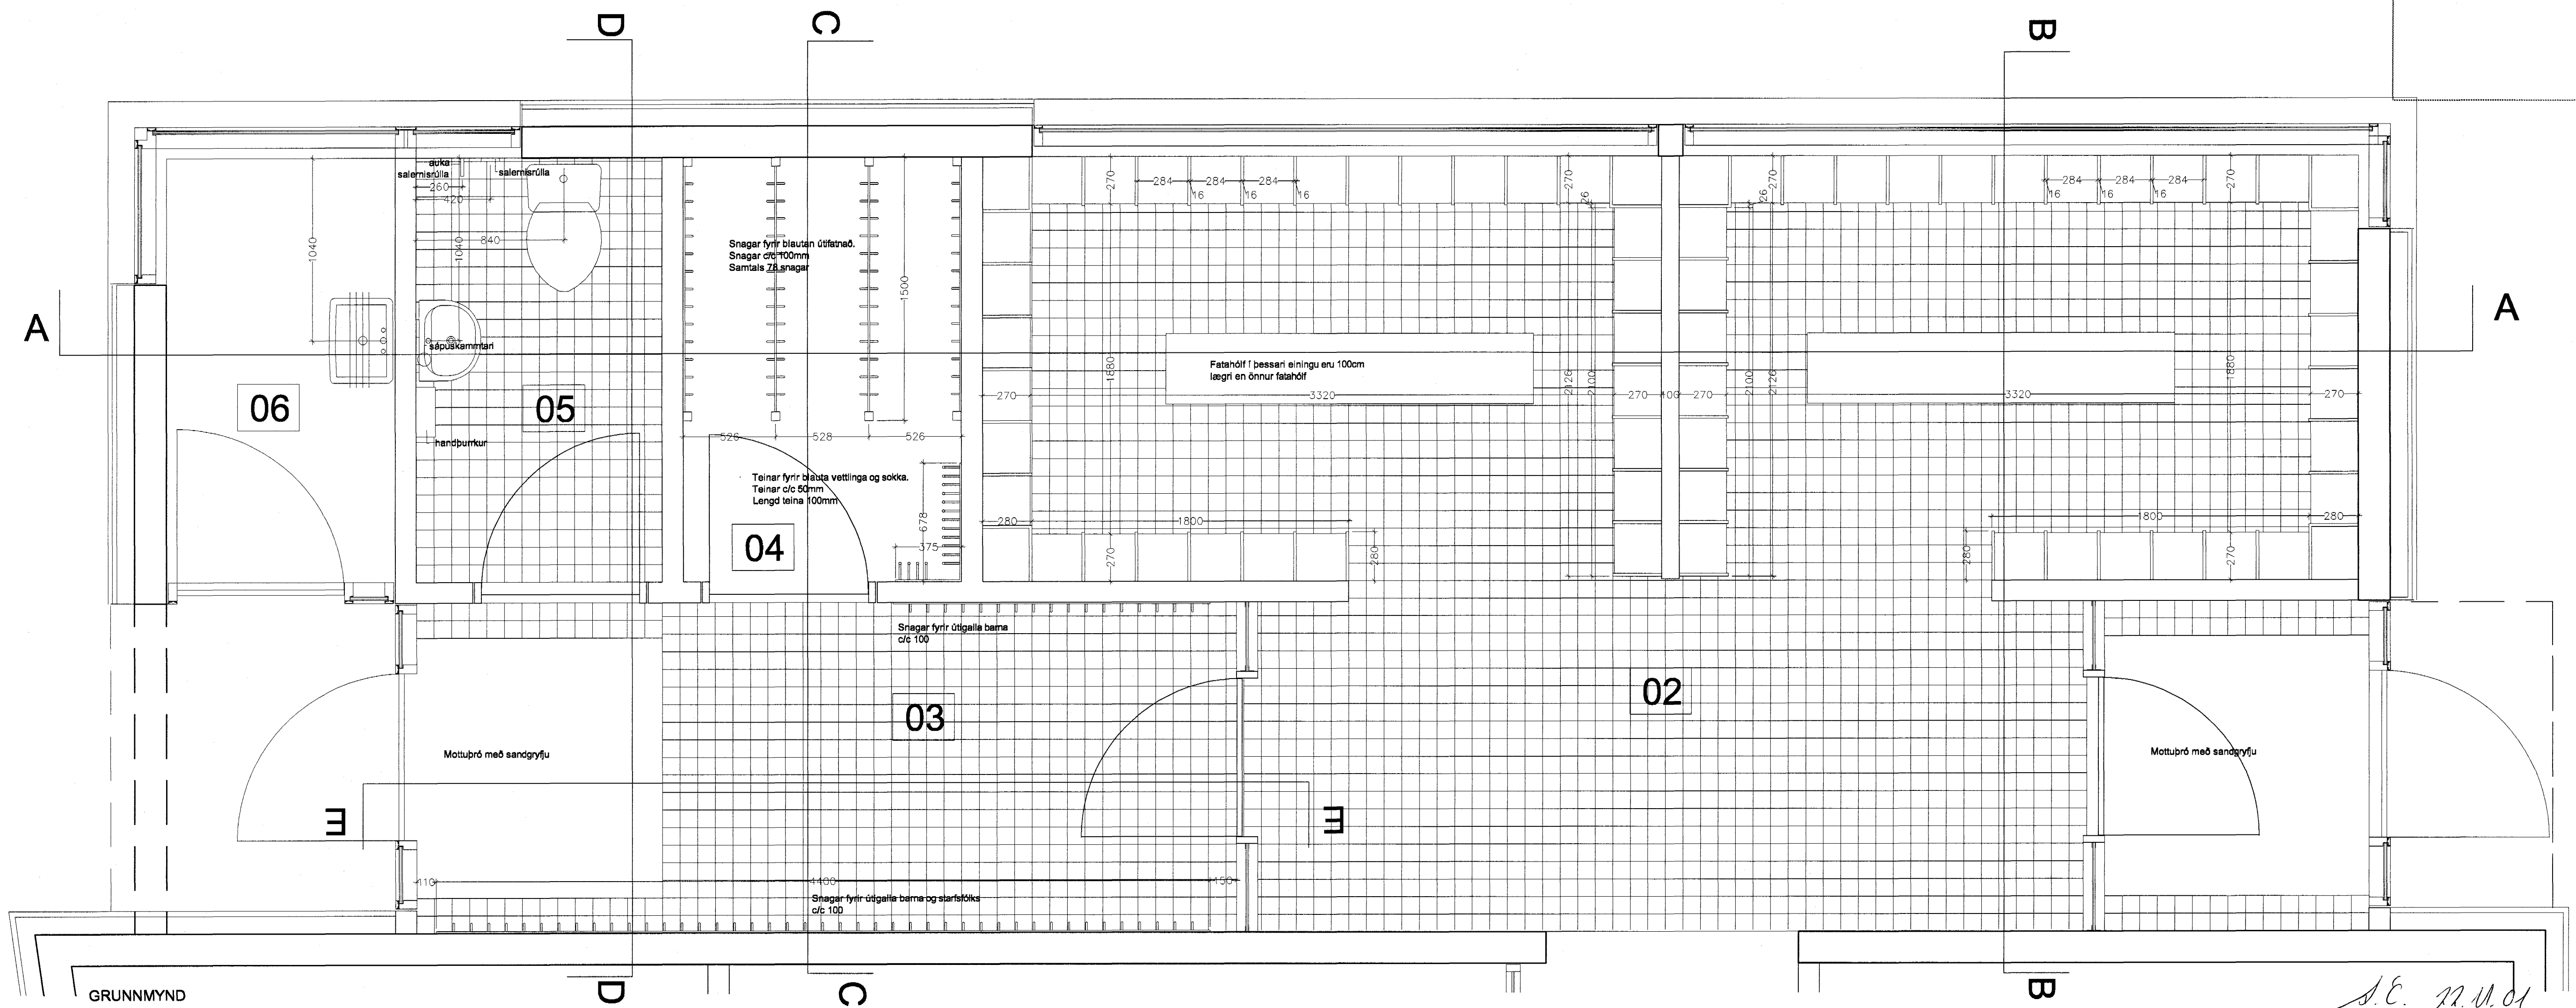 D
C
B
auka
salernisrúlla
salernisrúlla
260
420
840
1040
1040
Snagar fyrir blautan útifatnað.
Snagar c/c 100mm
Samtals 78 snagar
1500
270
284
284
284
16
16
16
270
26
26
270
284
284
284
16
16
16
270
A
A
sápuskammtari
06
05
handþurrkur
526
528
526
Teinar fyrir blauta vettlinga og sokka.
Teinar c/c 50mm
Lengd teina 100mm
678
375
04
Fatahólf í þessari einingu eru 100cm
lægri en önnur fatahólf
1880
270
3320
2126
2100
270
400
270
2100
2126
3320
1880
270
280
1800
270
280
1800
280
280
270
Snagar fyrir útigalla barna
c/c 100
03
02
Mottuþró með sandgryfju
Mottuþró með sandgryfju
E
E
110
4400
150
Snagar fyrir útigalla barna og starfsfólks
c/c 100
GRUNNMYND
D
C
B
S.E. 22.11.01